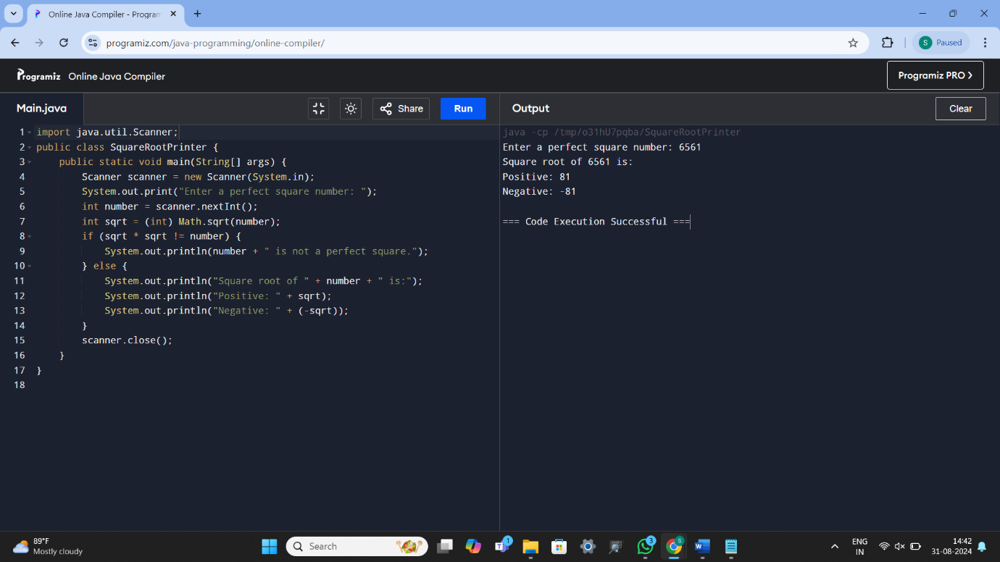 Online Java Compiler - Program
programiz.com/java-programming/online-compiler/
S Paused
Programiz Online Java Compiler
Programiz PRO ❯
Main.java
Share
Run
Output
Clear
1 import java.util.Scanner;
2 public class SquareRootPrinter {
3     public static void main(String[] args) {
4         Scanner scanner = new Scanner(System.in);
5         System.out.print("Enter a perfect square number: ");
6         int number = scanner.nextInt();
7         int sqrt = (int) Math.sqrt(number);
8         if (sqrt * sqrt != number) {
9             System.out.println(number + " is not a perfect square.");
10         } else {
11             System.out.println("Square root of " + number + " is:");
12             System.out.println("Positive: " + sqrt);
13             System.out.println("Negative: " + (-sqrt));
14         }
15         scanner.close();
16     }
17 }
18
java -cp /tmp/o31hU7pqba/SquareRootPrinter
Enter a perfect square number: 6561
Square root of 6561 is:
Positive: 81
Negative: -81
=== Code Execution Successful ===
89°F
Mostly cloudy
Search
1
3
S
ENG
IN
14:42
31-08-2024